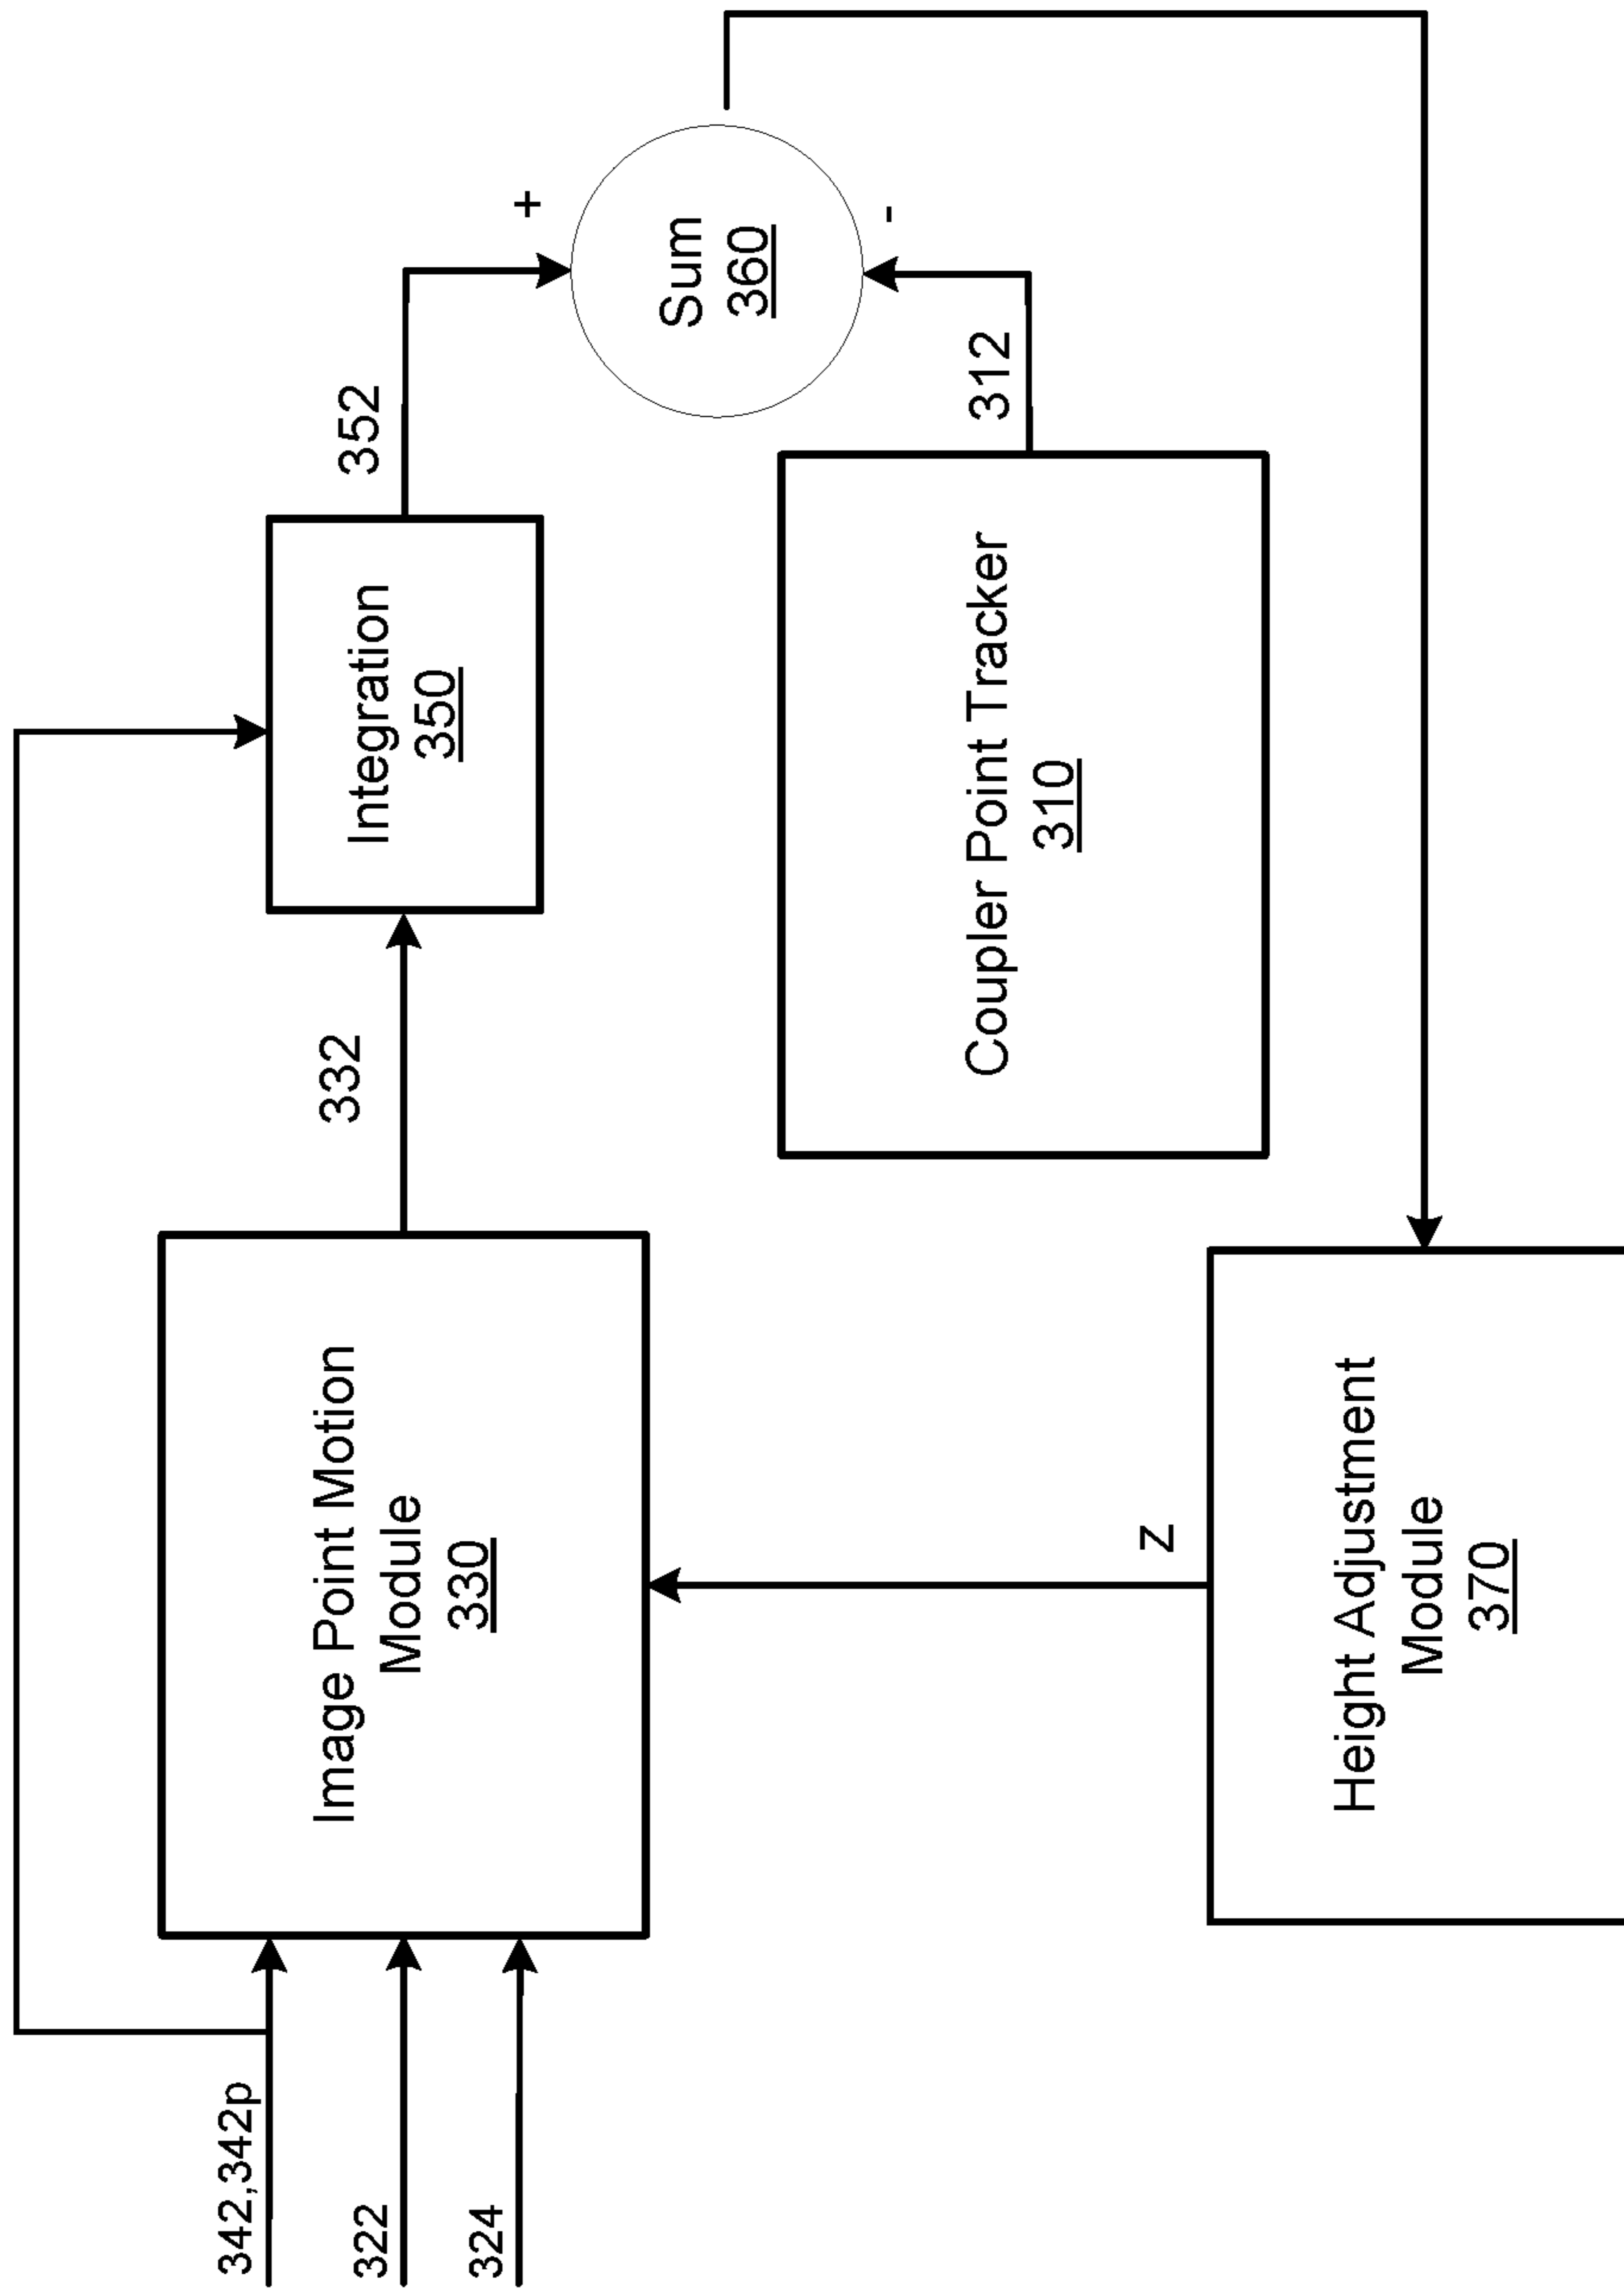 342,342p
322
324
Image Point Motion
Module
330
332
Integration
350
352
+
Sum
360
-
312
Coupler Point Tracker
310
Z
Height Adjustment
Module
370